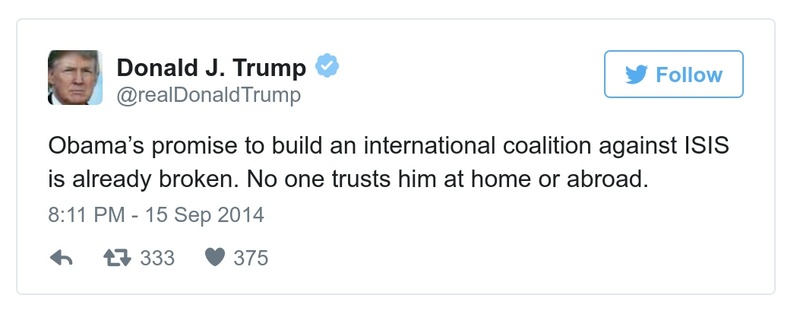 Donald J. Trump
@realDonaldTrump
Follow
Obama’s promise to build an international coalition against ISIS
is already broken. No one trusts him at home or abroad.
8:11 PM - 15 Sep 2014
333 375